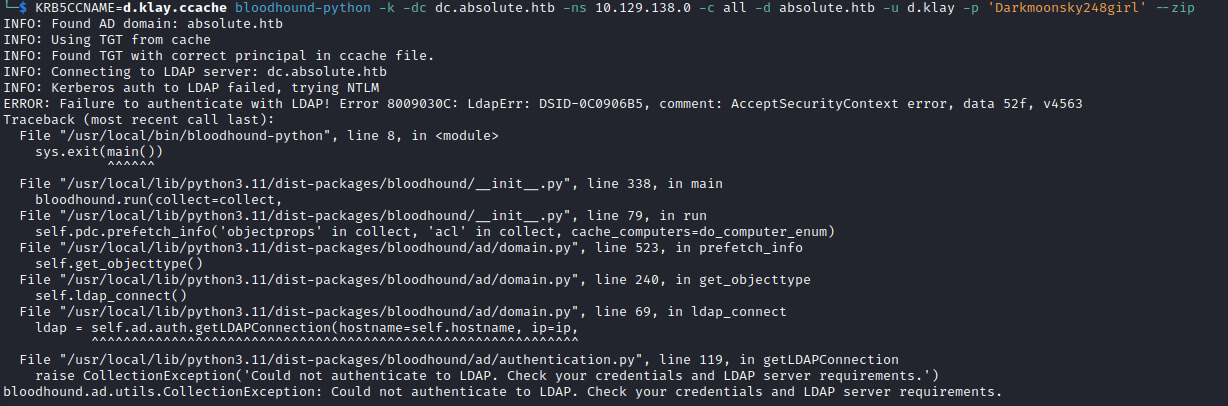 └─$ KRB5CCNAME=d.klay.ccache bloodhound-python -k -dc dc.absolute.htb -ns 10.129.138.0 -c all -d absolute.htb -u d.klay -p 'Darkmoonsky248girl' --zip
INFO: Found AD domain: absolute.htb
INFO: Using TGT from cache
INFO: Found TGT with correct principal in ccache file.
INFO: Connecting to LDAP server: dc.absolute.htb
INFO: Kerberos auth to LDAP failed, trying NTLM
ERROR: Failure to authenticate with LDAP! Error 8009030C: LdapErr: DSID-0C0906B5, comment: AcceptSecurityContext error, data 52f, v4563
Traceback (most recent call last):
  File "/usr/local/bin/bloodhound-python", line 8, in <module>
    sys.exit(main())
             ^^^^^^
  File "/usr/local/lib/python3.11/dist-packages/bloodhound/__init__.py", line 338, in main
    bloodhound.run(collect=collect,
  File "/usr/local/lib/python3.11/dist-packages/bloodhound/__init__.py", line 79, in run
    self.pdc.prefetch_info('objectprops' in collect, 'acl' in collect, cache_computers=do_computer_enum)
  File "/usr/local/lib/python3.11/dist-packages/bloodhound/ad/domain.py", line 523, in prefetch_info
    self.get_objecttype()
  File "/usr/local/lib/python3.11/dist-packages/bloodhound/ad/domain.py", line 240, in get_objecttype
    self.ldap_connect()
  File "/usr/local/lib/python3.11/dist-packages/bloodhound/ad/domain.py", line 69, in ldap_connect
    ldap = self.ad.auth.getLDAPConnection(hostname=self.hostname, ip=ip,
           ^^^^^^^^^^^^^^^^^^^^^^^^^^^^^^^^^^^^^^^^^^^^^^^^^^^^^^^^^^^^^
  File "/usr/local/lib/python3.11/dist-packages/bloodhound/ad/authentication.py", line 119, in getLDAPConnection
    raise CollectionException('Could not authenticate to LDAP. Check your credentials and LDAP server requirements.')
bloodhound.ad.utils.CollectionException: Could not authenticate to LDAP. Check your credentials and LDAP server requirements.